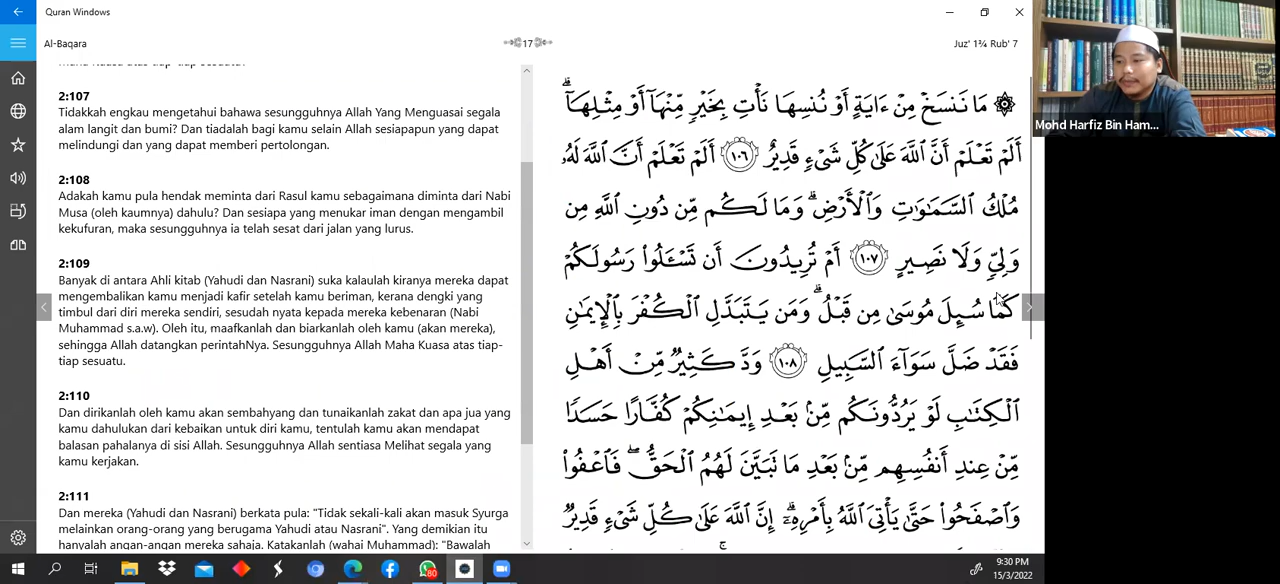 Quran Windows
Al-Baqara
17
Juz' 1¾ Rub' 7
2:107
Tidakkah engkau mengetahui bahawa sesungguhnya Allah Yang Menguasai segala
alam langit dan bumi? Dan tiadalah bagi kamu selain Allah sesiapapun yang dapat
melindungi dan yang dapat memberi pertolongan.
2:108
Adakah kamu pula hendak meminta dari Rasul kamu sebagaimana diminta dari Nabi
Musa (oleh kaumnya) dahulu? Dan sesiapa yang menukar iman dengan mengambil
kekufuran, maka sesungguhnya ia telah sesat dari jalan yang lurus.
2:109
Banyak di antara Ahli kitab (Yahudi dan Nasrani) suka kalaulah kiranya mereka dapat
mengembalikan kamu menjadi kafir setelah kamu beriman, kerana dengki yang
timbul dari diri mereka sendiri, sesudah nyata kepada mereka kebenaran (Nabi
Muhammad s.a.w). Oleh itu, maafkanlah dan biarkanlah oleh kamu (akan mereka),
sehingga Allah datangkan perintahNya. Sesungguhnya Allah Maha Kuasa atas tiap-
tiap sesuatu.
2:110
Dan dirikanlah oleh kamu akan sembahyang dan tunaikanlah zakat dan apa jua yang
kamu dahulukan dari kebaikan untuk diri kamu, tentulah kamu akan mendapat
balasan pahalanya di sisi Allah. Sesungguhnya Allah sentiasa Melihat segala yang
kamu kerjakan.
2:111
Dan mereka (Yahudi dan Nasrani) berkata pula: "Tidak sekali-kali akan masuk Syurga
melainkan orang-orang yang berugama Yahudi atau Nasrani". Yang demikian itu
hanyalah angan-angan mereka sahaja. Katakanlah (wahai Muhammad): "Bawalah
۞ مَا نَنسَخْ مِنْ ءَايَةٍ أَوْ نُنسِهَا نَأْتِ بِخَيْرٍ مِّنْهَآ أَوْ مِثْلِهَآ ۗ
أَلَمْ تَعْلَمْ أَنَّ ٱللَّهَ عَلَىٰ كُلِّ شَىْءٍ قَدِيرٌ ١٠٦ أَلَمْ تَعْلَمْ أَنَّ ٱللَّهَ لَهُۥ
مُلْكُ ٱلسَّمَـٰوَٰتِ وَٱلْأَرْضِ ۗ وَمَا لَكُم مِّن دُونِ ٱللَّهِ مِن
وَلِىٍّ وَلَا نَصِيرٍ ١٠٧ أَمْ تُرِيدُونَ أَن تَسْـَٔلُوا۟ رَسُولَكُمْ
كَمَا سُئِلَ مُوسَىٰ مِن قَبْلُ ۗ وَمَن يَتَبَدَّلِ ٱلْكُفْرَ بِٱلْإِيمَـٰنِ
فَقَدْ ضَلَّ سَوَآءَ ٱلسَّبِيلِ ١٠٨ وَدَّ كَثِيرٌ مِّنْ أَهْلِ
ٱلْكِتَـٰبِ لَوْ يَرُدُّونَكُم مِّنۢ بَعْدِ إِيمَـٰنِكُمْ كُفَّارًا حَسَدًا
مِّنْ عِندِ أَنفُسِهِم مِّنۢ بَعْدِ مَا تَبَيَّنَ لَهُمُ ٱلْحَقُّ ۖ فَٱعْفُوا۟
وَٱصْفَحُوا۟ حَتَّىٰ يَأْتِىَ ٱللَّهُ بِأَمْرِهِۦٓ ۗ إِنَّ ٱللَّهَ عَلَىٰ كُلِّ شَىْءٍ قَدِيرٌ
Mohd Harfiz Bin Ham...
80
9:30 PM
15/3/2022